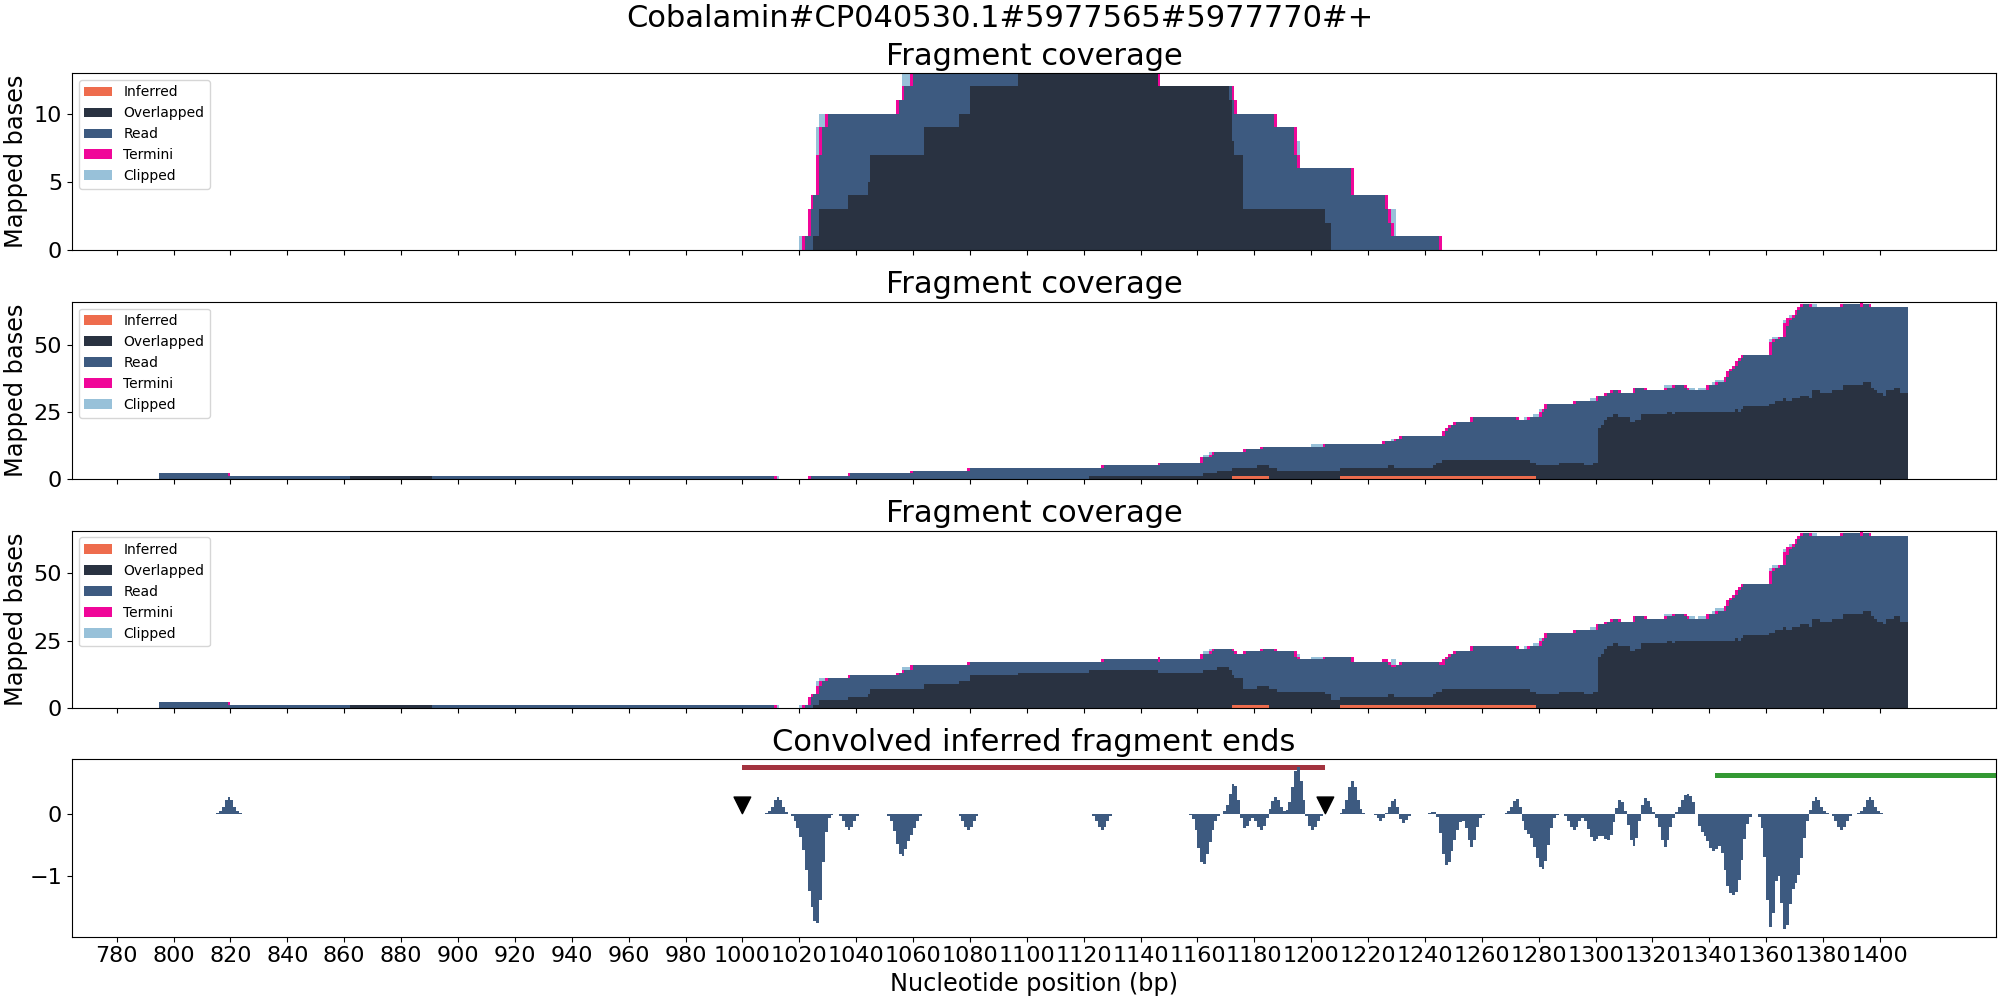 Cobalamin#CP040530.1#5977565#5977770#+
Fragment coverage
Mapped bases
10
5
0
Inferred
Overlapped
Read
Termini
Clipped
Fragment coverage
Mapped bases
50
25
0
Inferred
Overlapped
Read
Termini
Clipped
Fragment coverage
Mapped bases
50
25
0
Inferred
Overlapped
Read
Termini
Clipped
Convolved inferred fragment ends
0
−1
780 800 820 840 860 880 900 920 940 960 980 1000 1020 1040 1060 1080 1100 1120 1140 1160 1180 1200 1220 1240 1260 1280 1300 1320 1340 1360 1380 1400
Nucleotide position (bp)